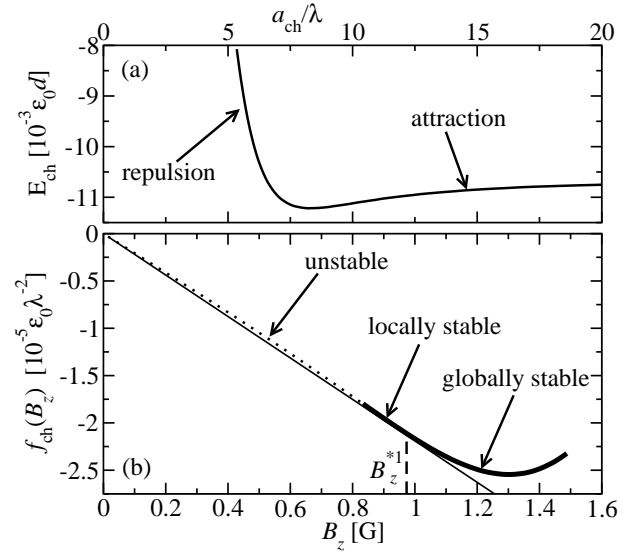 a_ch/λ
0 5 10 15 20
(a)
E_ch [10^-3 ε_0 d]
-8
-9
-10
-11
repulsion
attraction
0
-0.5
-1
-1.5
-2
-2.5
f_ch(B_z) [10^-5 ε_0 λ^-2]
unstable
locally stable
globally stable
B_z^*1
(b)
0 0.2 0.4 0.6 0.8 1 1.2 1.4 1.6
B_z [G]